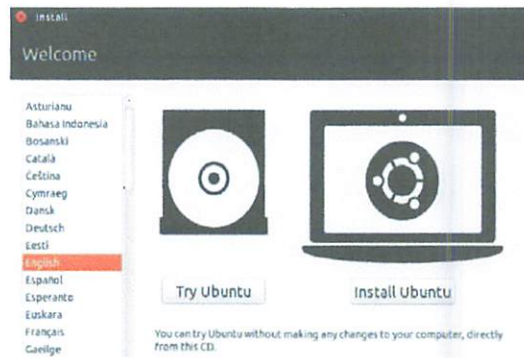 Install
Welcome
Asturianu
Bahasa Indonesia
Bosanski
Català
Čeština
Cymraeg
Dansk
Deutsch
Eesti
English
Español
Esperanto
Euskara
Français
Gaeilge
Try Ubuntu
Install Ubuntu
You can try Ubuntu without making any changes to your computer, directly
from this CD.